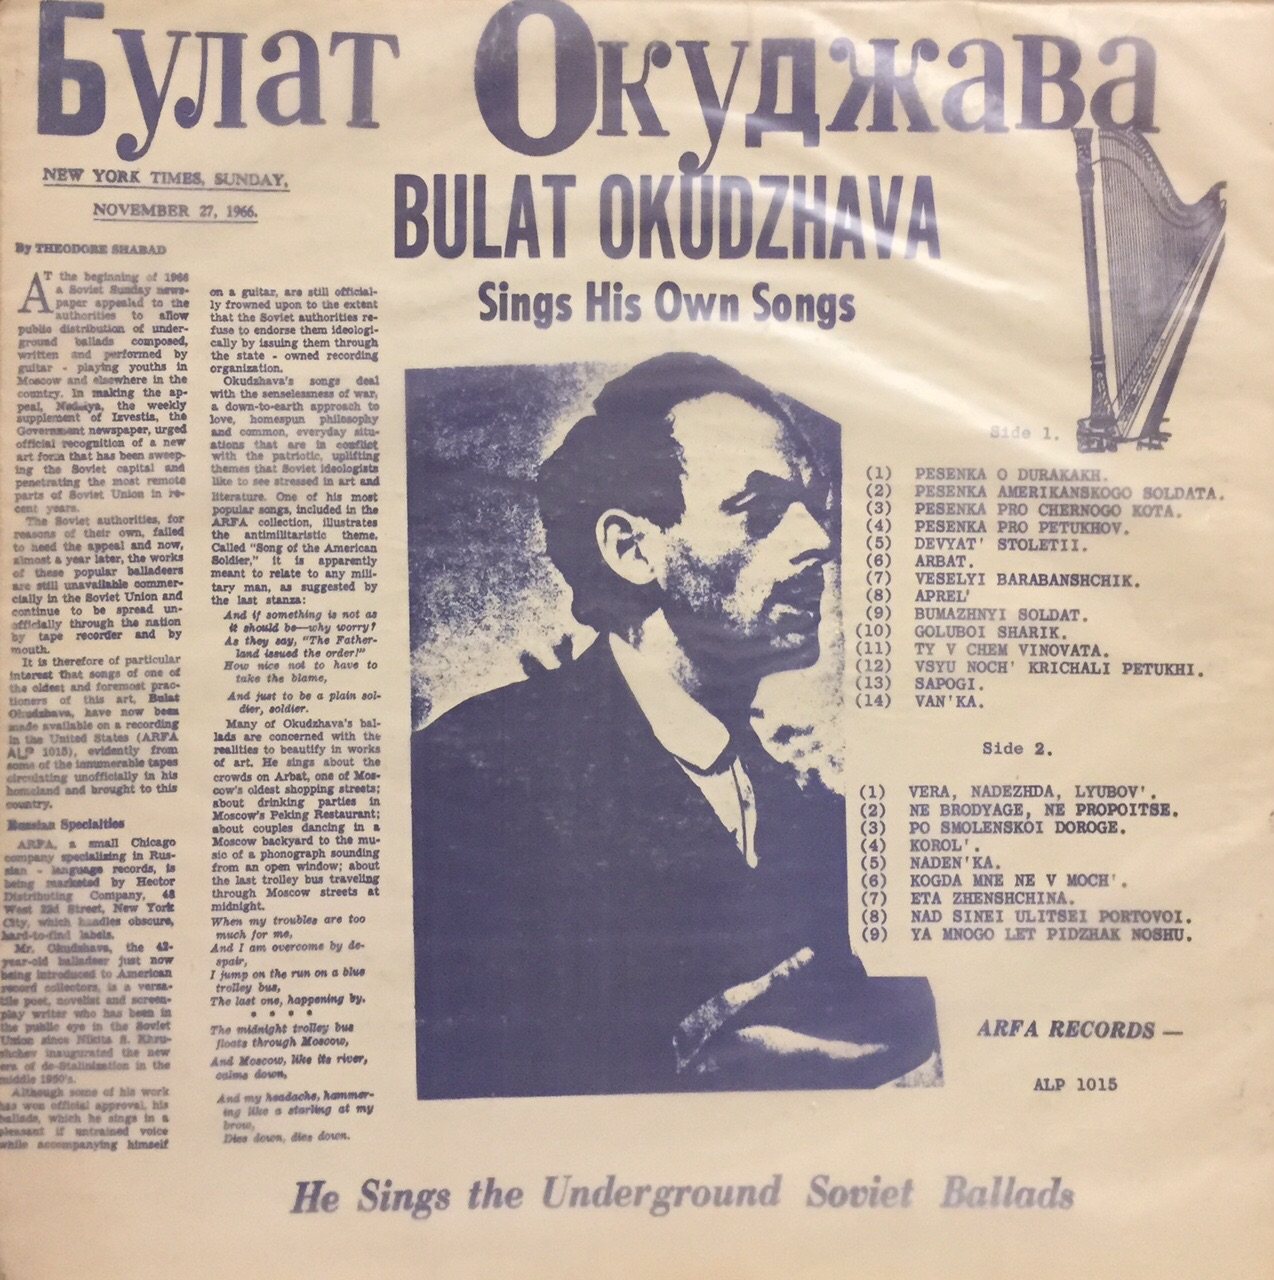 Булат Окуджава
BULAT OKUDZHAVA
Sings His Own Songs
NEW YORK TIMES, SUNDAY,
NOVEMBER 27, 1966.
By THEODORE SHABAD
AT the beginning of 1966
a Soviet Sunday news-
paper appealed to the
authorities to allow
public distribution of under-
ground ballads composed,
written and performed by
guitar - playing youths in
Moscow and elsewhere in the
country. In making the ap-
peal, Nedelya, the weekly
supplement of Izvestia, the
Government newspaper, urged
official recognition of a new
art form that has been sweep-
ing the Soviet capital and
penetrating the most remote
parts of Soviet Union in re-
cent years.
The Soviet authorities, for
reasons of their own, failed
to heed the appeal and now,
almost a year later, the works
of these popular balladeers
are still unavailable commer-
cially in the Soviet Union and
continue to be spread un-
officially through the nation
by tape recorder and by
mouth.
It is therefore of particular
interest that songs of one of
the oldest and foremost prac-
tioners of this art, Bulat
Okudzhava, have now been
made available on a recording
in the United States (ARFA
ALP 1015), evidently from
some of the innumerable tapes
circulating unofficially in his
homeland and brought to this
country.
Russian Specialties
ARFA, a small Chicago
company specializing in Rus-
sian - language records, is
being marketed by Hector
Distributing Company, 48
West 22d Street, New York
City, which handles obscure,
hard-to-find labels.
Mr. Okudzhava, the 42-
year-old balladeer just now
being introduced to American
record collectors, is a versa-
tile poet, novelist and screen-
play writer who has been in
the public eye in the Soviet
Union since Nikita S. Khru-
shchev inaugurated the new
era of de-Stalinization in the
middle 1950's.
Although some of his work
has won official approval, his
ballads, which he sings in a
pleasant if untrained voice
while accompanying himself
on a guitar, are still official-
ly frowned upon to the extent
that the Soviet authorities re-
fuse to endorse them ideologi-
cally by issuing them through
the state - owned recording
organization.
Okudzhava's songs deal
with the senselessness of war,
a down-to-earth approach to
love, homespun philosophy
and common, everyday situ-
ations that are in conflict
with the patriotic, uplifting
themes that Soviet ideologists
like to see stressed in art and
literature. One of his most
popular songs, included in the
ARFA collection, illustrates
the antimilitaristic theme.
Called "Song of the American
Soldier," it is apparently
meant to relate to any mili-
tary man, as suggested by
the last stanza:
And if something is not as
it should be—why worry?
As they say, "The Father-
land issued the order!"
How nice not to have to
take the blame,
And just to be a plain sol-
dier, soldier.
Many of Okudzhava's bal-
lads are concerned with the
realities to beautify in works
of art. He sings about the
crowds on Arbat, one of Mos-
cow's oldest shopping streets;
about drinking parties in
Moscow's Peking Restaurant;
about couples dancing in a
Moscow backyard to the mu-
sic of a phonograph sounding
from an open window; about
the last trolley bus traveling
through Moscow streets at
midnight.
When my troubles are too
much for me,
And I am overcome by de-
spair,
I jump on the run on a blue
trolley bus,
The last one, happening by.
* * * *
The midnight trolley bus
floats through Moscow,
And Moscow, like its river,
calms down,
And my headache, hammer-
ing like a starling at my
brow,
Dies down, dies down.
Side 1.
(1) PESENKA O DURAKAKH.
(2) PESENKA AMERIKANSKOGO SOLDATA.
(3) PESENKA PRO CHERNOGO KOTA.
(4) PESENKA PRO PETUKHOV.
(5) DEVYAT' STOLETII.
(6) ARBAT.
(7) VESELYI BARABANSHCHIK.
(8) APREL'
(9) BUMAZHNYI SOLDAT.
(10) GOLUBOI SHARIK.
(11) TY V CHEM VINOVATA.
(12) VSYU NOCH' KRICHALI PETUKHI.
(13) SAPOGI.
(14) VAN'KA.
Side 2.
(1) VERA, NADEZHDA, LYUBOV'.
(2) NE BRODYAGE, NE PROPOITSE.
(3) PO SMOLENSKOI DOROGE.
(4) KOROL'.
(5) NADEN'KA.
(6) KOGDA MNE NE V MOCH'.
(7) ETA ZHENSHCHINA.
(8) NAD SINEI ULITSEI PORTOVOI.
(9) YA MNOGO LET PIDZHAK NOSHU.
ARFA RECORDS —
ALP 1015
He Sings the Underground Soviet Ballads